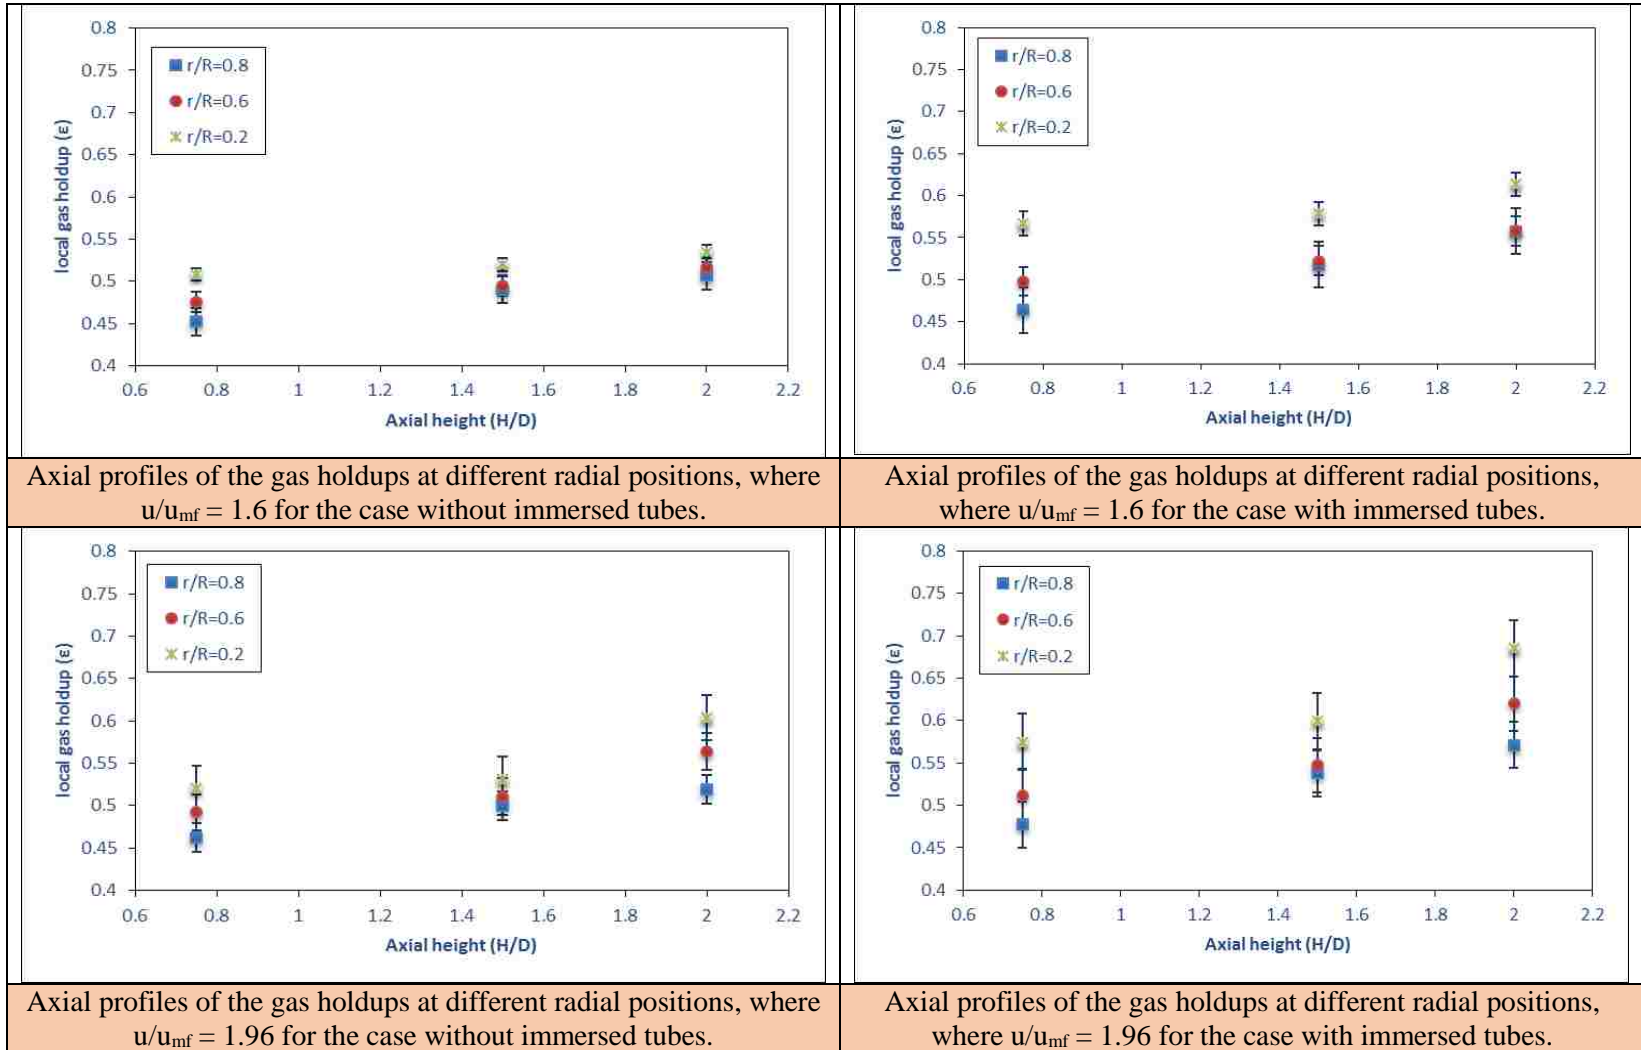 0.8
0.75
0.7
0.65
0.6
0.55
0.5
0.45
0.4
local gas holdup (ε)
r/R=0.8
r/R=0.6
r/R=0.2
0.6 0.8 1 1.2 1.4 1.6 1.8 2 2.2
Axial height (H/D)
0.8
0.75
0.7
0.65
0.6
0.55
0.5
0.45
0.4
local gas holdup (ε)
r/R=0.8
r/R=0.6
r/R=0.2
0.6 0.8 1 1.2 1.4 1.6 1.8 2 2.2
Axial height (H/D)
Axial profiles of the gas holdups at different radial positions, where
u/umf = 1.6 for the case without immersed tubes.
Axial profiles of the gas holdups at different radial positions,
where u/umf = 1.6 for the case with immersed tubes.
0.8
0.75
0.7
0.65
0.6
0.55
0.5
0.45
0.4
local gas holdup (ε)
r/R=0.8
r/R=0.6
r/R=0.2
0.6 0.8 1 1.2 1.4 1.6 1.8 2 2.2
Axial height (H/D)
0.8
0.75
0.7
0.65
0.6
0.55
0.5
0.45
0.4
local gas holdup (ε)
r/R=0.8
r/R=0.6
r/R=0.2
0.6 0.8 1 1.2 1.4 1.6 1.8 2 2.2
Axial height (H/D)
Axial profiles of the gas holdups at different radial positions, where
u/umf = 1.96 for the case without immersed tubes.
Axial profiles of the gas holdups at different radial positions,
where u/umf = 1.96 for the case with immersed tubes.